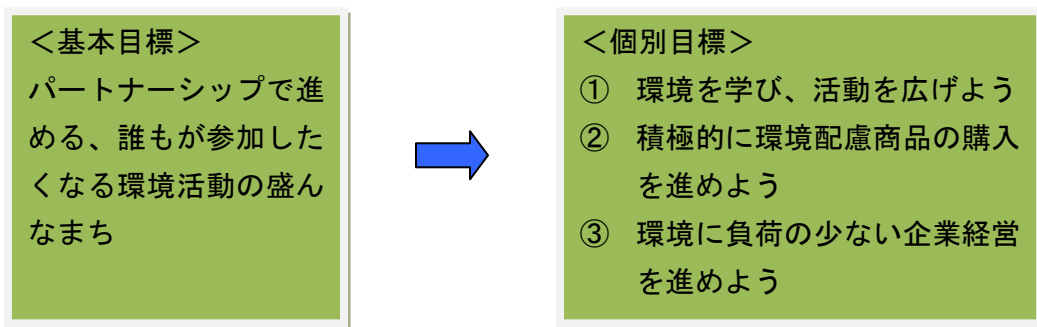 ＜基本目標＞
パートナーシップで進
める、誰もが参加した
くなる環境活動の盛ん
なまち
＜個別目標＞
① 環境を学び、活動を広げよう
② 積極的に環境配慮商品の購入
を進めよう
③ 環境に負荷の少ない企業経営
を進めよう